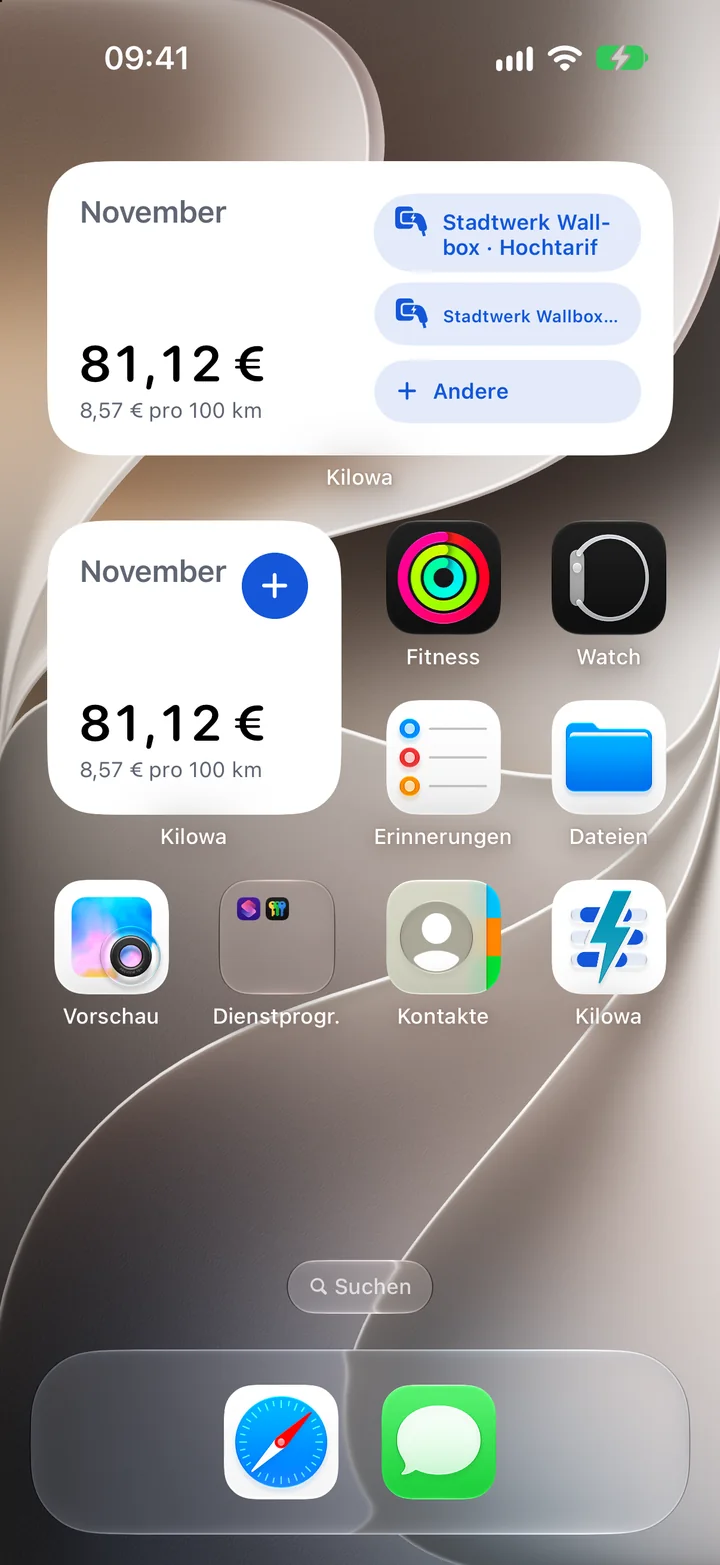 09:41
November
81,12 €
8,57 € pro 100 km
Stadtwerk Wall-
box · Hochtarif
Stadtwerk Wallbox...
+ Andere
Kilowa
November
81,12 €
8,57 € pro 100 km
Kilowa
Fitness
Watch
Erinnerungen
Dateien
Vorschau
Dienstprogr.
Kontakte
Kilowa
Suchen